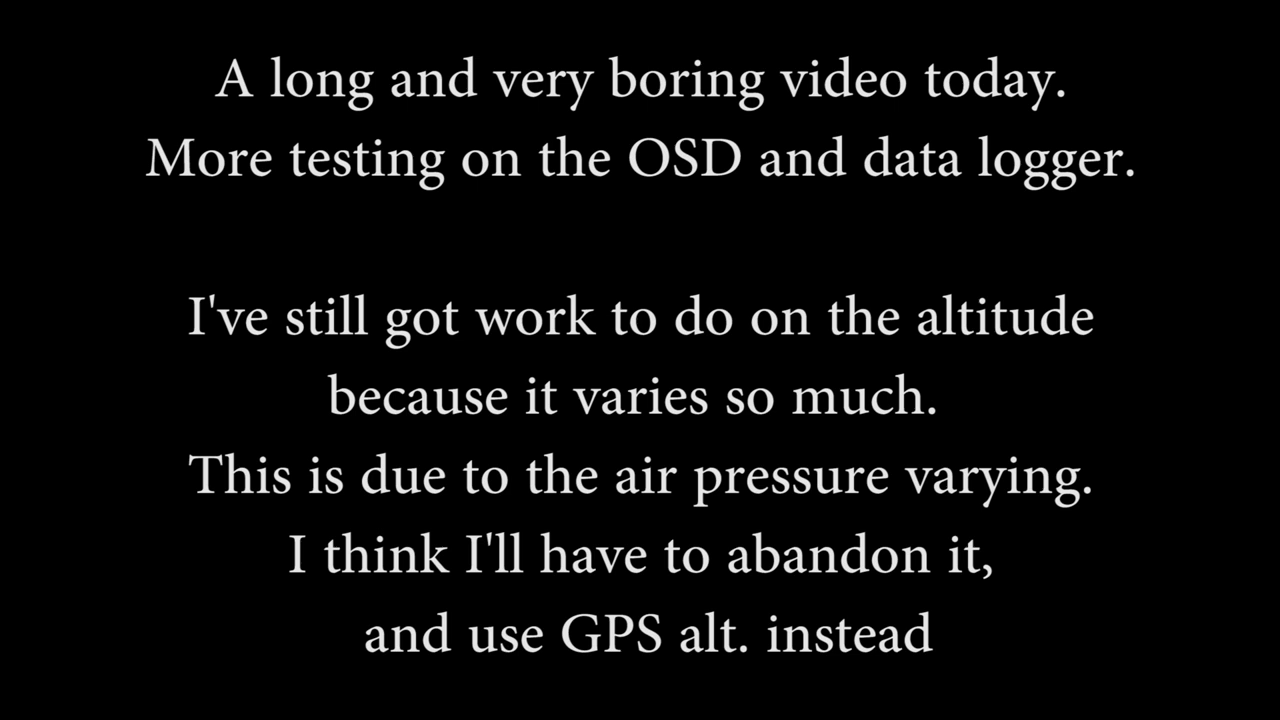 A long and very boring video today.
More testing on the OSD and data logger.
I've still got work to do on the altitude
because it varies so much.
This is due to the air pressure varying.
I think I'll have to abandon it,
and use GPS alt. instead